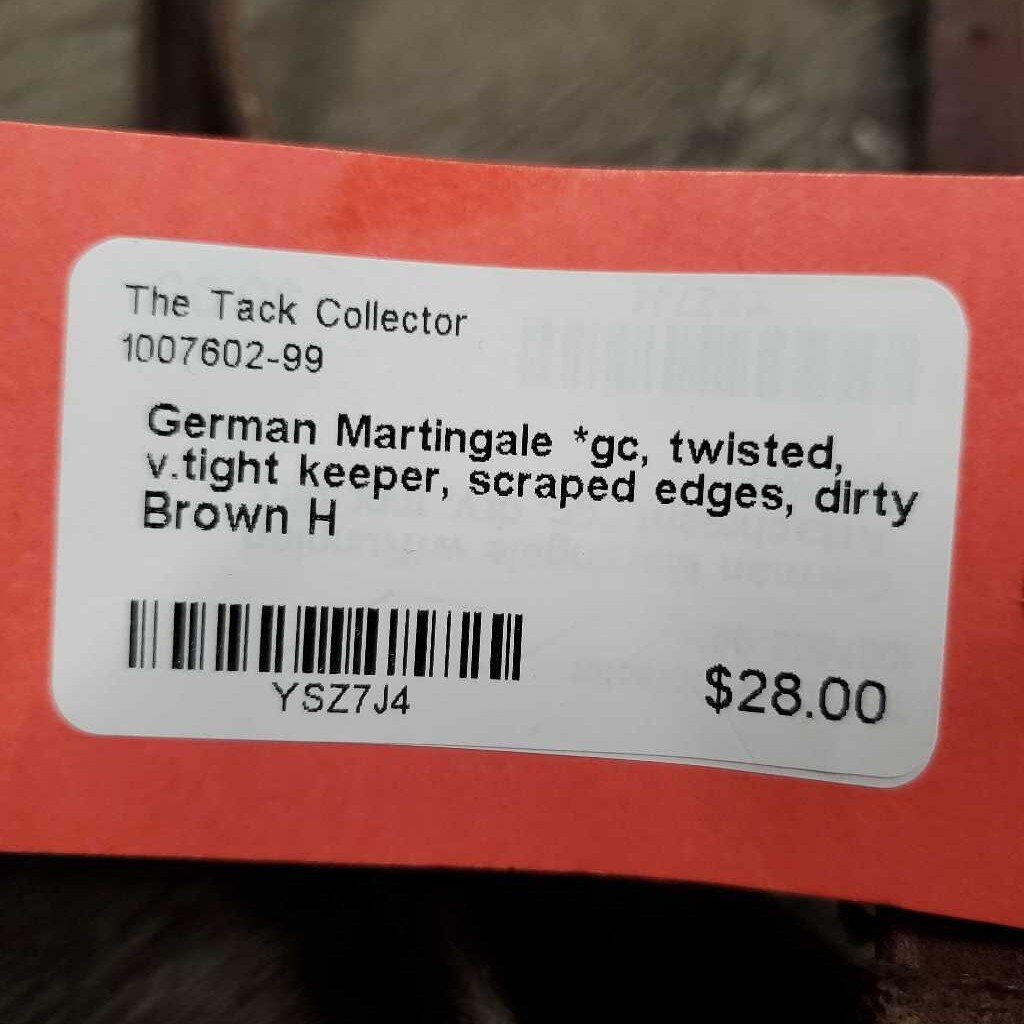 The Tack Collector
1007602-99
German Martingale *gc, twisted,
v.tight keeper, scraped edges, dirty
Brown H
YSZ7J4
$28.00